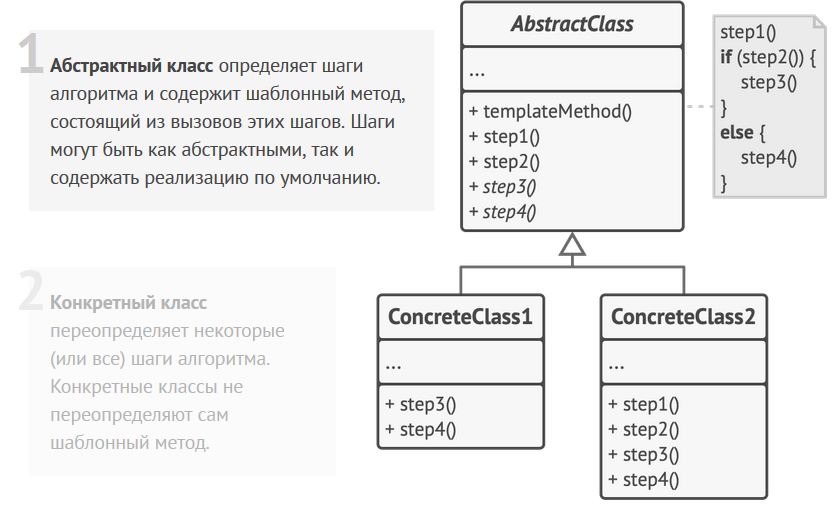 1
Абстрактный класс определяет шаги
алгоритма и содержит шаблонный метод,
состоящий из вызовов этих шагов. Шаги
могут быть как абстрактными, так и
содержать реализацию по умолчанию.
AbstractClass
...
+ templateMethod()
+ step1()
+ step2()
+ step3()
+ step4()
step1()
if (step2()) {
step3()
}
else {
step4()
}
2
Конкретный класс
переопределяет некоторые
(или все) шаги алгоритма.
Конкретные классы не
переопределяют сам
шаблонный метод.
ConcreteClass1
...
+ step3()
+ step4()
ConcreteClass2
...
+ step1()
+ step2()
+ step3()
+ step4()